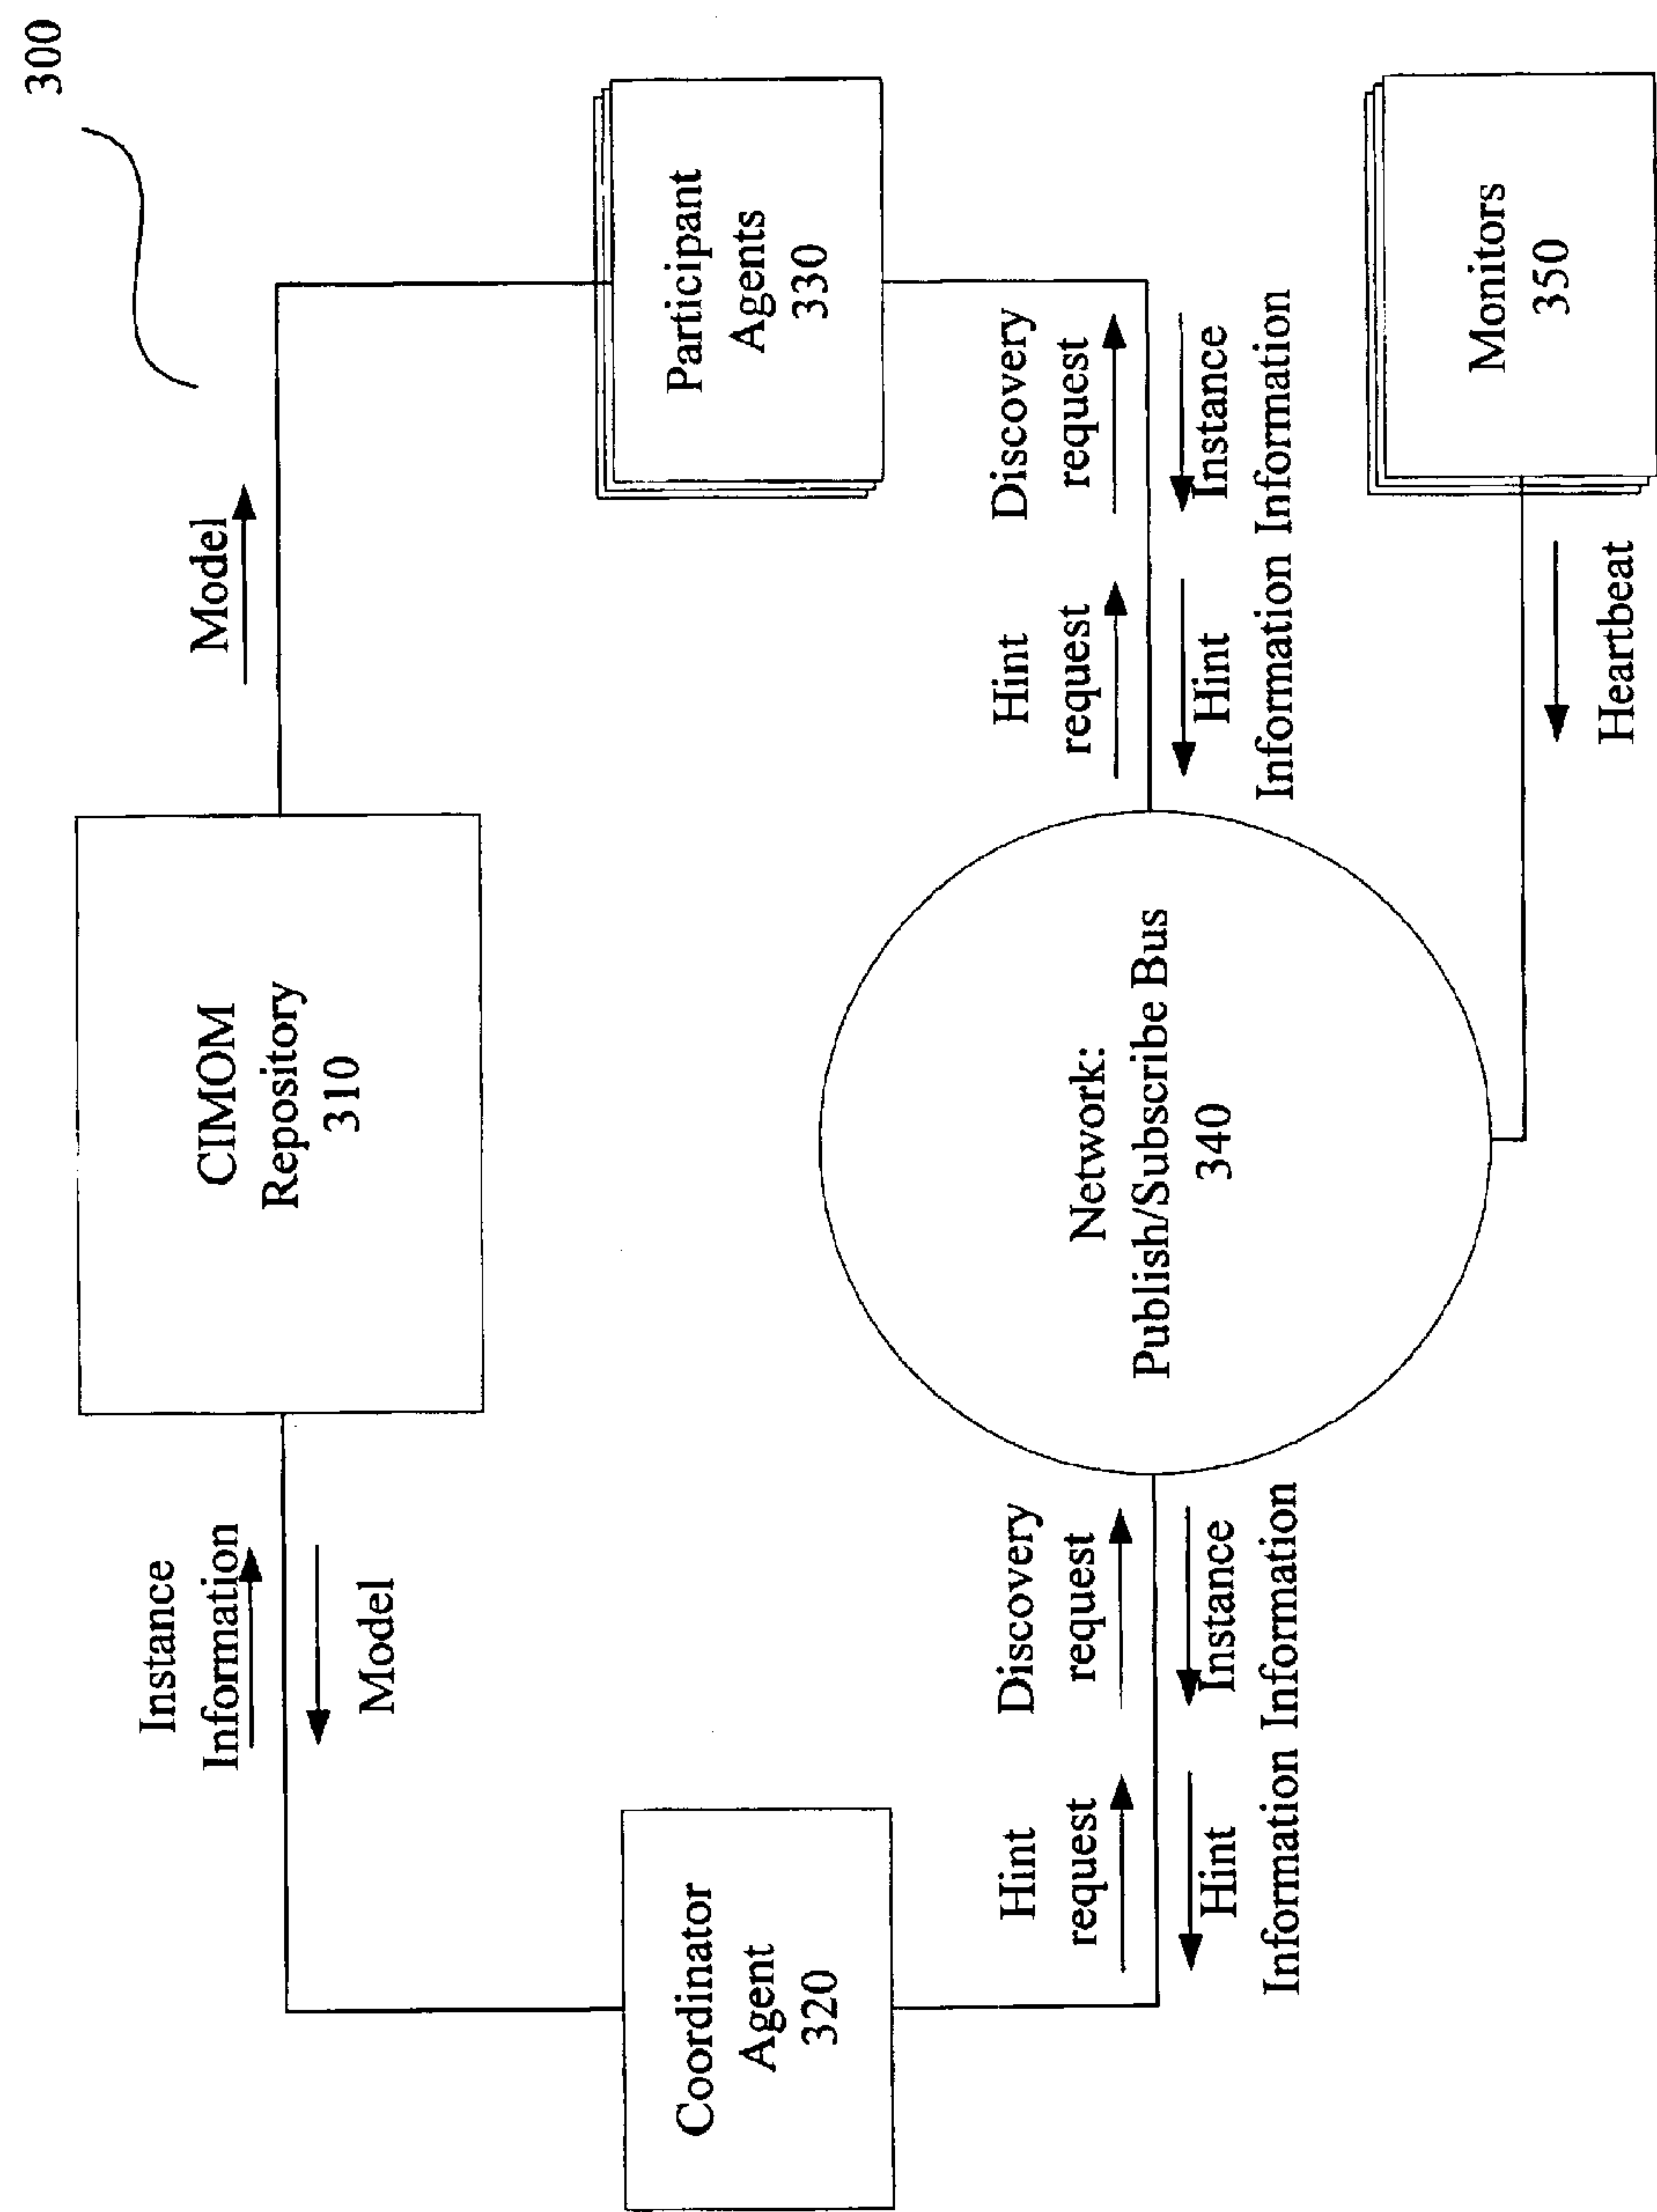 300
Instance
Information
Model
CIMOM
Repository
310
Model
Coordinator
Agent
320
Participant
Agents
330
Hint
request
Discovery
request
Hint
Instance
Information Information
Network:
Publish/Subscribe Bus
340
Hint
request
Discovery
request
Hint
Instance
Information Information
Monitors
350
Heartbeat